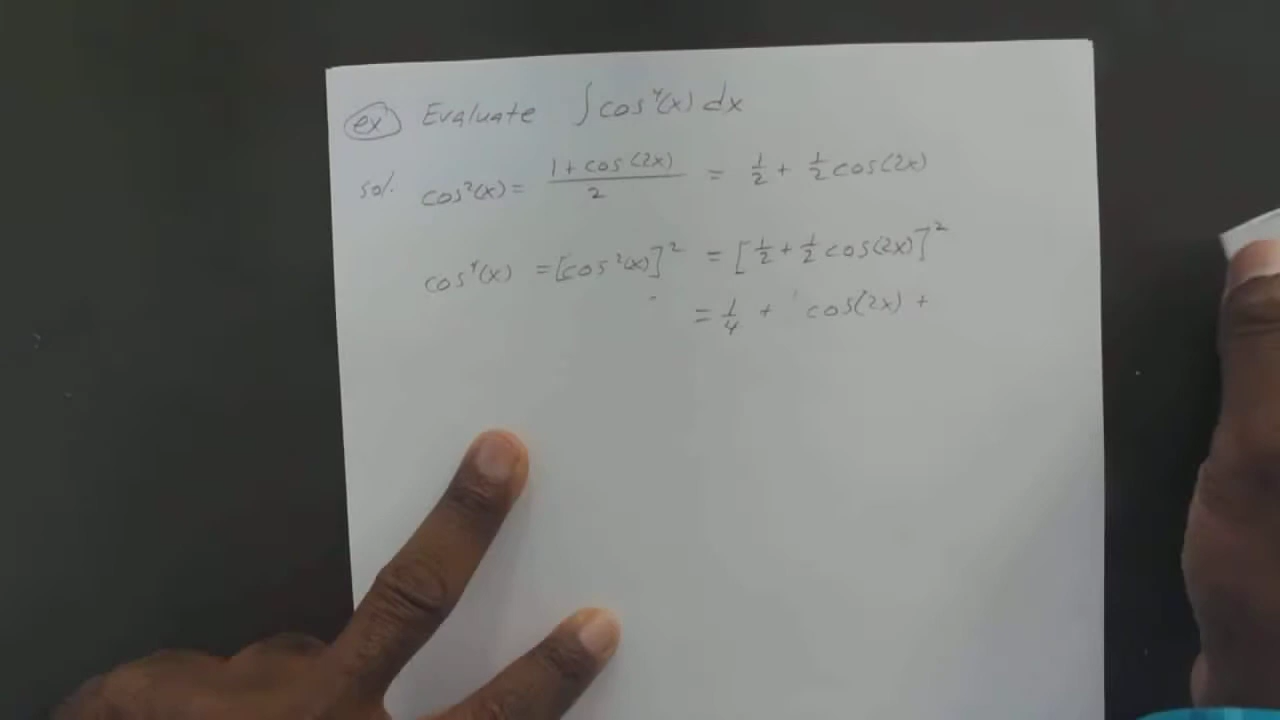 ex Evaluate ∫ cos⁴(x) dx
sol. cos²(x) = 1 + cos(2x) / 2 = 1/2 + 1/2 cos(2x)
cos⁴(x) = [cos²(x)]² = [1/2 + 1/2 cos(2x)]²
= 1/4 + cos(2x) +